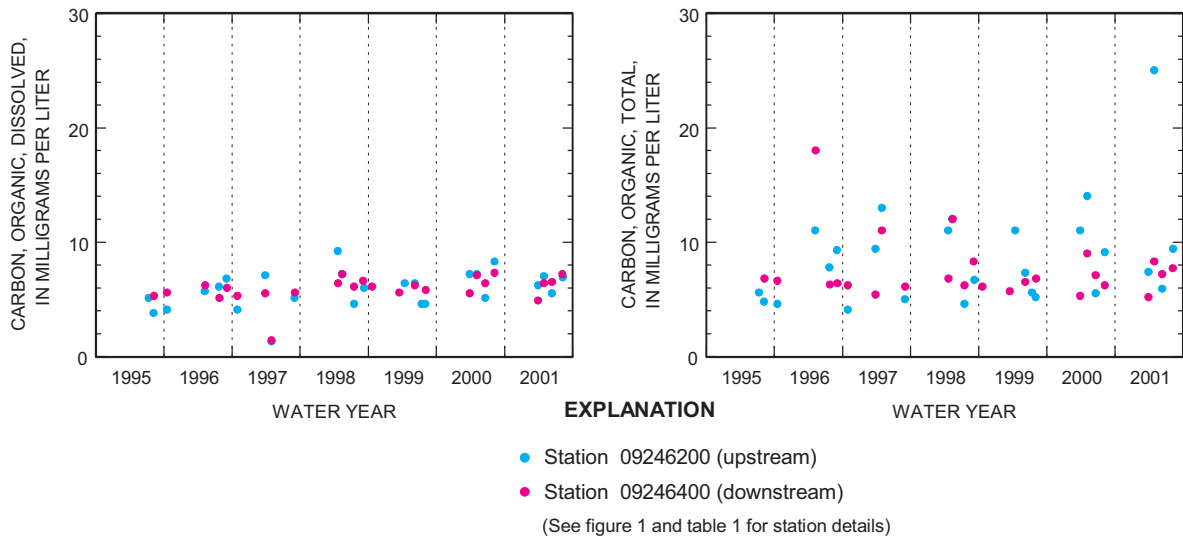 CARBON, ORGANIC, DISSOLVED,
IN MILLIGRAMS PER LITER
30
20
10
0
1995 1996 1997 1998 1999 2000 2001
WATER YEAR
CARBON, ORGANIC, TOTAL,
IN MILLIGRAMS PER LITER
30
20
10
0
1995 1996 1997 1998 1999 2000 2001
WATER YEAR
EXPLANATION
Station 09246200 (upstream)
Station 09246400 (downstream)
(See figure 1 and table 1 for station details)